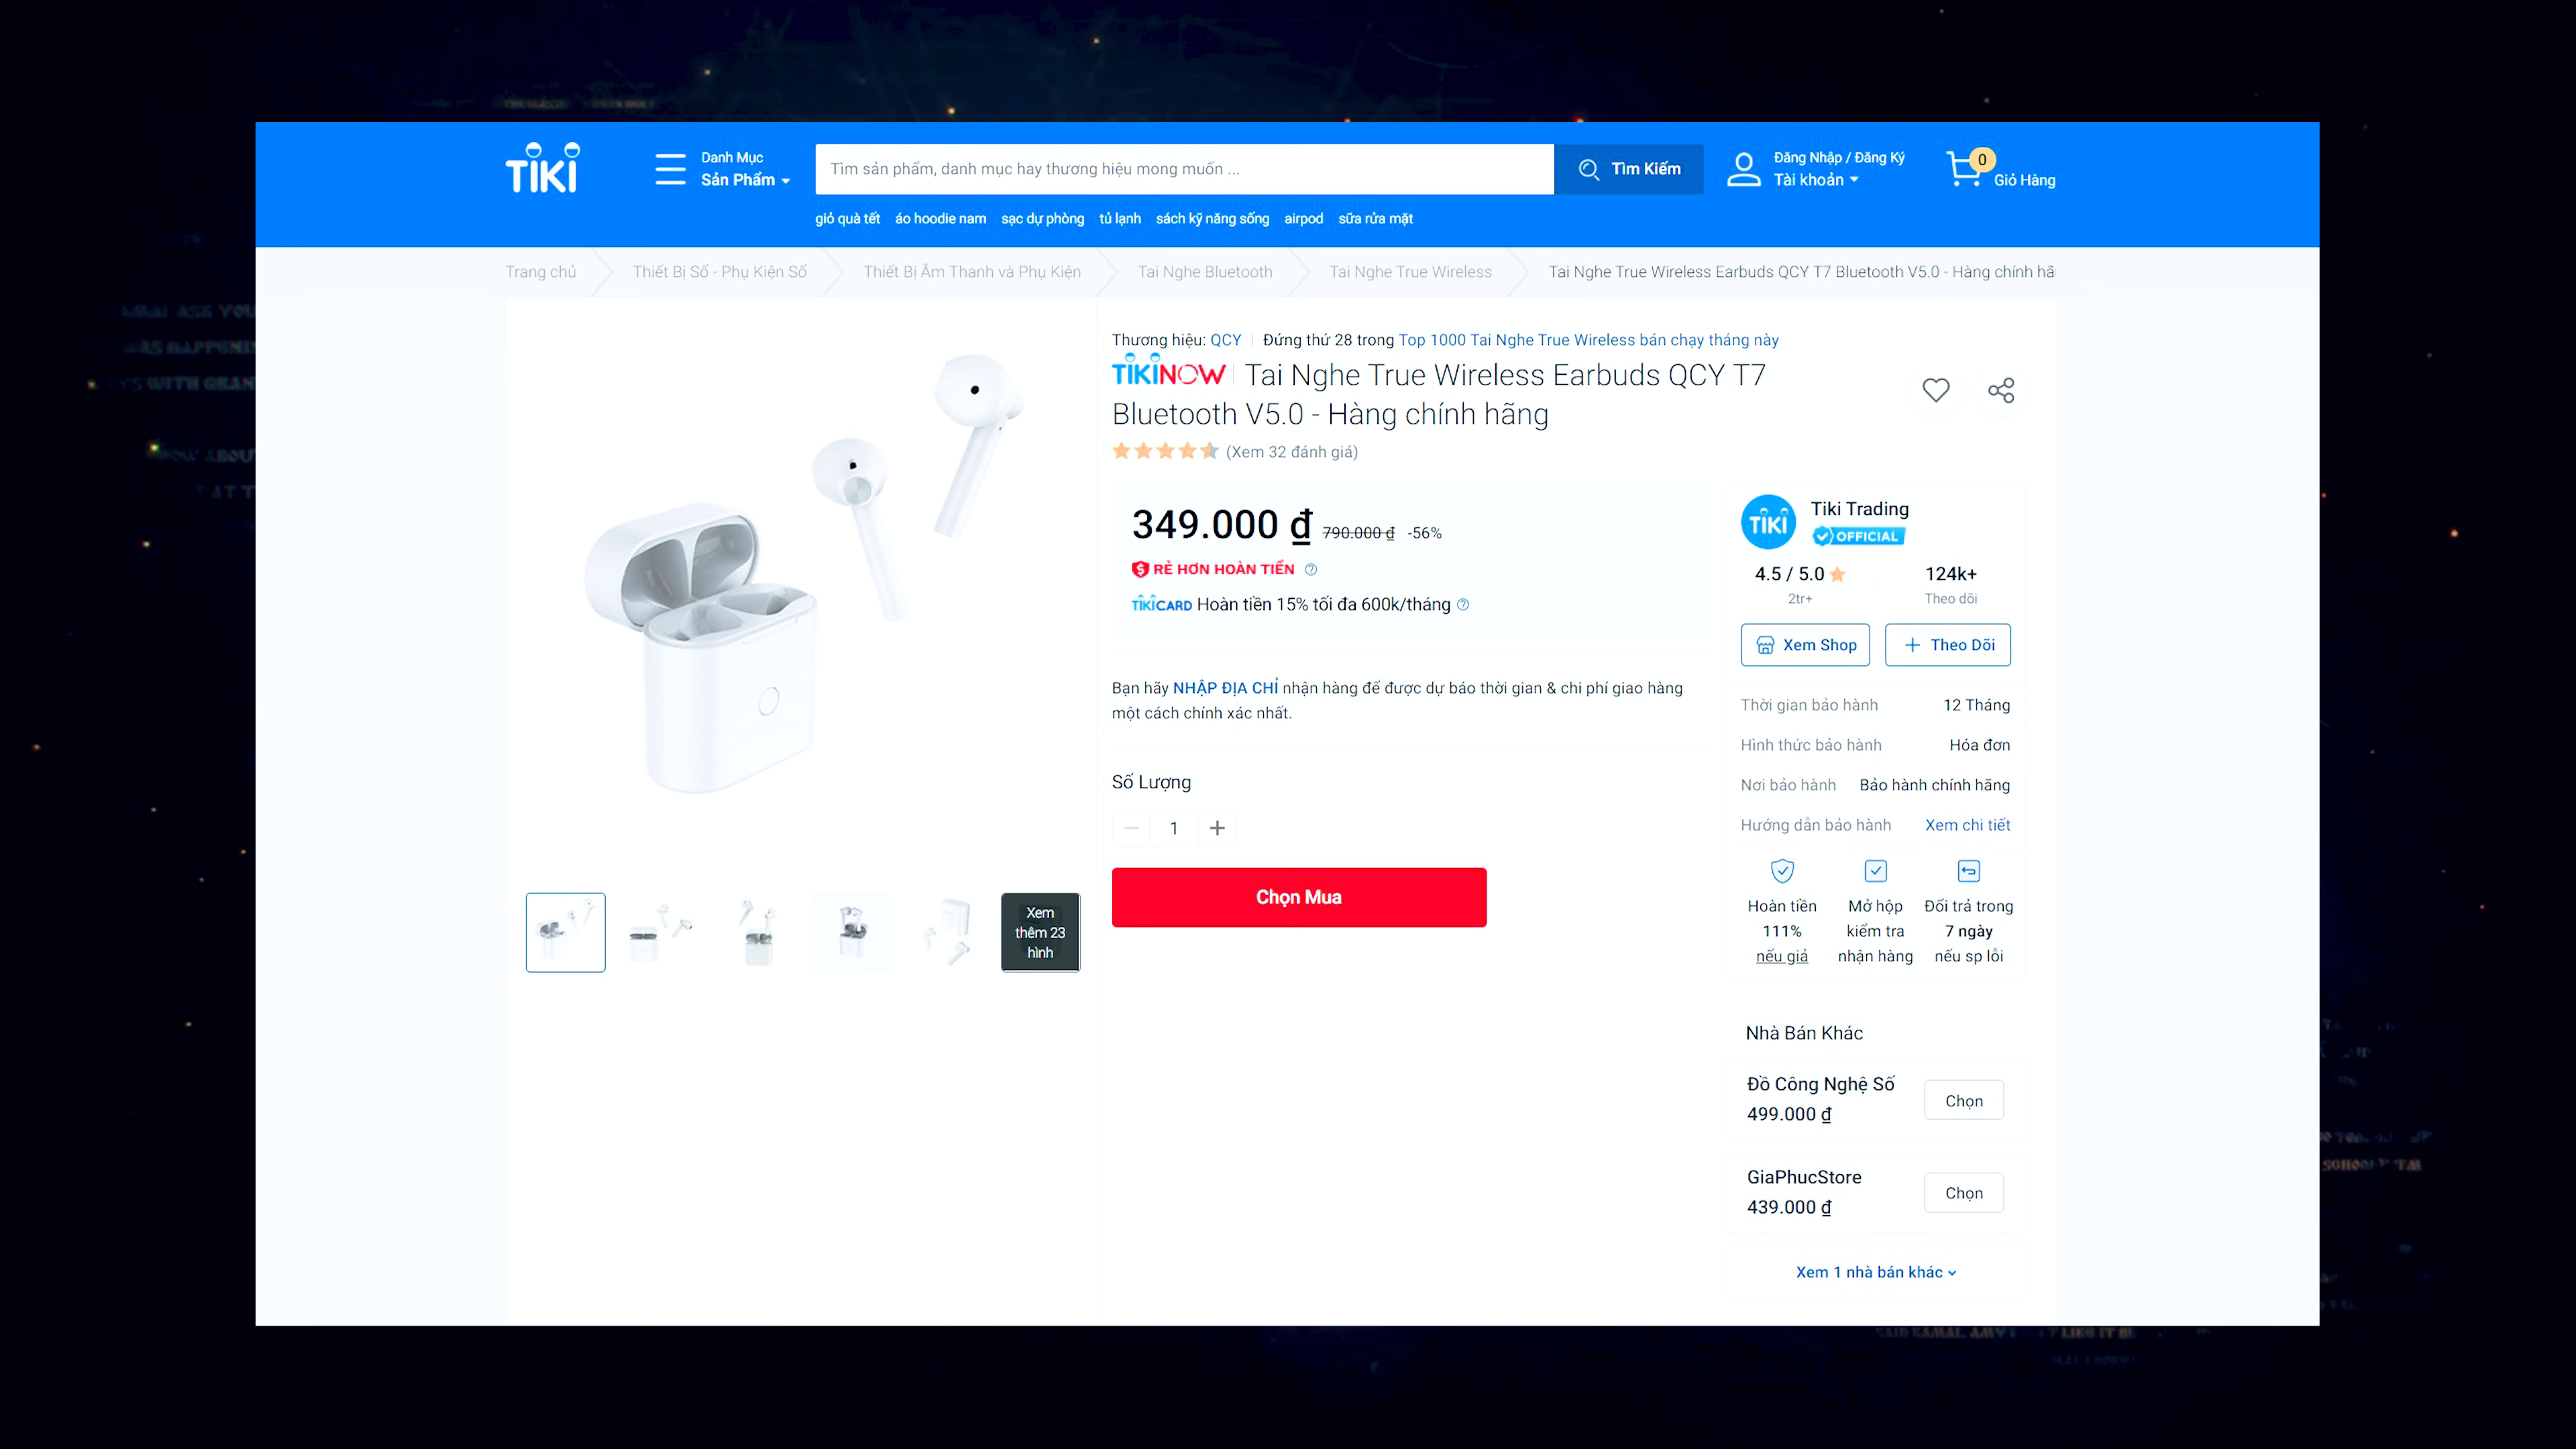 TIKI
Danh Mục
Sản Phẩm
Tìm sản phẩm, danh mục hay thương hiệu mong muốn ...
Tìm Kiếm
Đăng Nhập / Đăng Ký
Tài khoản
0
Giỏ Hàng
giỏ quà tết áo hoodie nam sạc dự phòng tủ lạnh sách kỹ năng sống airpod sữa rửa mặt
Trang chủ
Thiết Bị Số - Phụ Kiện Số
Thiết Bị Âm Thanh và Phụ Kiện
Tai Nghe Bluetooth
Tai Nghe True Wireless
Tai Nghe True Wireless Earbuds QCY T7 Bluetooth V5.0 - Hàng chính hã
Thương hiệu: QCY Đứng thứ 28 trong Top 1000 Tai Nghe True Wireless bán chạy tháng này
TIKINOW Tai Nghe True Wireless Earbuds QCY T7
Bluetooth V5.0 - Hàng chính hãng
(Xem 32 đánh giá)
349.000 ₫ 790.000 ₫ -56%
RẺ HƠN HOÀN TIỀN
TIKICARD Hoàn tiền 15% tối đa 600k/tháng
Bạn hãy NHẬP ĐỊA CHỈ nhận hàng để được dự báo thời gian & chi phí giao hàng
một cách chính xác nhất.
Số Lượng
1
Chọn Mua
Xem
thêm 23
hình
TIKI
Tiki Trading
OFFICIAL
4.5 / 5.0
2tr+
124k+
Theo dõi
Xem Shop
Theo Dõi
Thời gian bảo hành 12 Tháng
Hình thức bảo hành Hóa đơn
Nơi bảo hành Bảo hành chính hãng
Hướng dẫn bảo hành Xem chi tiết
Hoàn tiền
111%
nếu giả
Mở hộp
kiểm tra
nhận hàng
Đổi trả trong
7 ngày
nếu sp lỗi
Nhà Bán Khác
Đồ Công Nghệ Số
499.000 ₫
Chọn
GiaPhucStore
439.000 ₫
Chọn
Xem 1 nhà bán khác